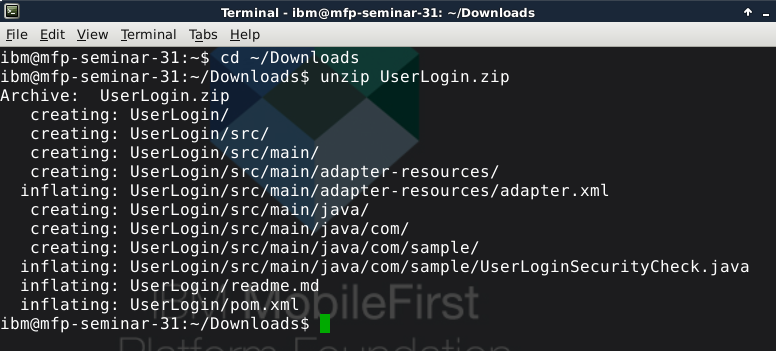 Terminal - ibm@mfp-seminar-31: ~/Downloads
File Edit View Terminal Tabs Help
ibm@mfp-seminar-31:~$ cd ~/Downloads
ibm@mfp-seminar-31:~/Downloads$ unzip UserLogin.zip
Archive:  UserLogin.zip
   creating: UserLogin/
   creating: UserLogin/src/
   creating: UserLogin/src/main/
   creating: UserLogin/src/main/adapter-resources/
  inflating: UserLogin/src/main/adapter-resources/adapter.xml
   creating: UserLogin/src/main/java/
   creating: UserLogin/src/main/java/com/
   creating: UserLogin/src/main/java/com/sample/
  inflating: UserLogin/src/main/java/com/sample/UserLoginSecurityCheck.java
  inflating: UserLogin/readme.md
  inflating: UserLogin/pom.xml
IBM MobileFirst
ibm@mfp-seminar-31:~/Downloads$
Platform Foundation